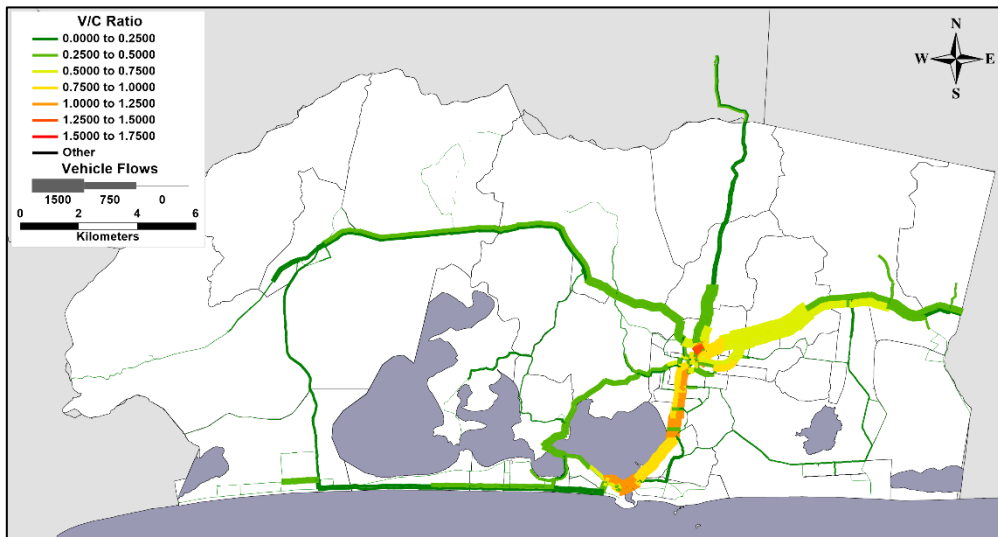 V/C Ratio
0.0000 to 0.2500
0.2500 to 0.5000
0.5000 to 0.7500
0.7500 to 1.0000
1.0000 to 1.2500
1.2500 to 1.5000
1.5000 to 1.7500
Other
Vehicle Flows
1500 750 0
0 2 4 6
Kilometers
N
W E
S